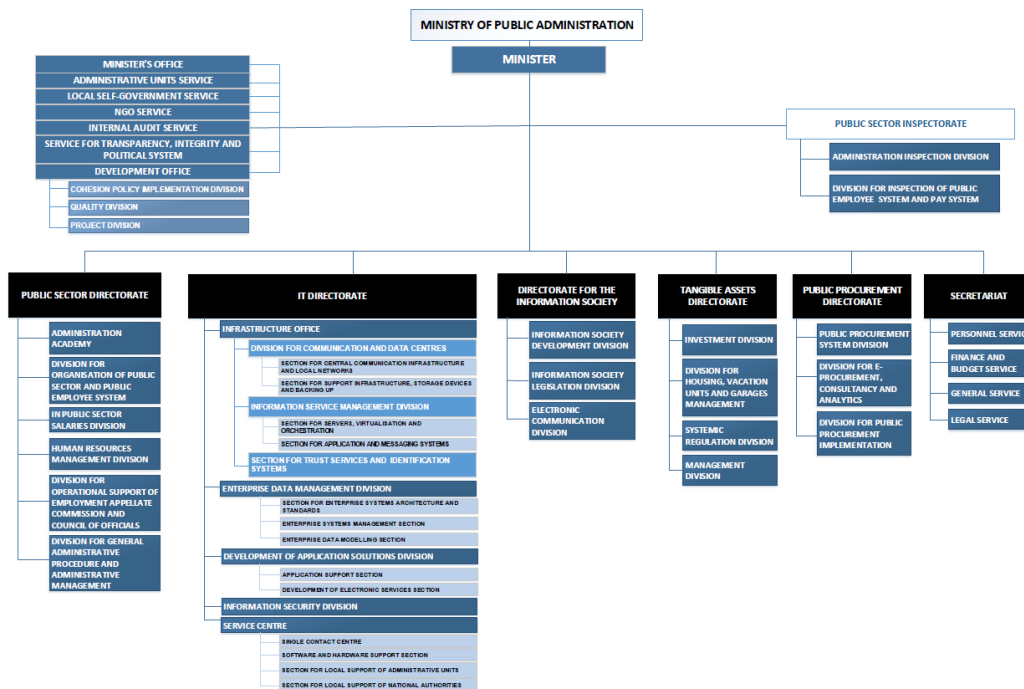 MINISTRY OF PUBLIC ADMINISTRATION
MINISTER
MINISTER'S OFFICE
ADMINISTRATIVE UNITS SERVICE
LOCAL SELF-GOVERNMENT SERVICE
NGO SERVICE
INTERNAL AUDIT SERVICE
SERVICE FOR TRANSPARENCY, INTEGRITY AND
POLITICAL SYSTEM
DEVELOPMENT OFFICE
COHESION POLICY IMPLEMENTATION DIVISION
QUALITY DIVISION
PROJECT DIVISION
PUBLIC SECTOR INSPECTORATE
ADMINISTRATION INSPECTION DIVISION
DIVISION FOR INSPECTION OF PUBLIC
EMPLOYEE SYSTEM AND PAY SYSTEM
PUBLIC SECTOR DIRECTORATE
ADMINISTRATION
ACADEMY
DIVISION FOR
ORGANISATION OF PUBLIC
SECTOR AND PUBLIC
EMPLOYEE SYSTEM
IN PUBLIC SECTOR
SALARIES DIVISION
HUMAN RESOURCES
MANAGEMENT DIVISION
DIVISION FOR
OPERATIONAL SUPPORT OF
EMPLOYMENT APPELLATE
COMMISSION AND
COUNCIL OF OFFICIALS
DIVISION FOR GENERAL
ADMINISTRATIVE
PROCEDURE AND
ADMINISTRATIVE
MANAGEMENT
IT DIRECTORATE
INFRASTRUCTURE OFFICE
DIVISION FOR COMMUNICATION AND DATA CENTRES
SECTION FOR CENTRAL COMMUNICATION INFRASTRUCTURE
AND LOCAL NETWORKS
SECTION FOR SUPPORT INFRASTRUCTURE, STORAGE DEVICES
AND BACKING UP
INFORMATION SERVICE MANAGEMENT DIVISION
SECTION FOR SERVERS, VIRTUALISATION AND
ORCHESTRATION
SECTION FOR APPLICATION AND MESSAGING SYSTEMS
SECTION FOR TRUST SERVICES AND IDENTIFICATION
SYSTEMS
ENTERPRISE DATA MANAGEMENT DIVISION
SECTION FOR ENTERPRISE SYSTEMS ARCHITECTURE AND
STANDARDS
ENTERPRISE SYSTEMS MANAGEMENT SECTION
ENTERPRISE DATA MODELLING SECTION
DEVELOPMENT OF APPLICATION SOLUTIONS DIVISION
APPLICATION SUPPORT SECTION
DEVELOPMENT OF ELECTRONIC SERVICES SECTION
INFORMATION SECURITY DIVISION
SERVICE CENTRE
SINGLE CONTACT CENTRE
SOFTWARE AND HARDWARE SUPPORT SECTION
SECTION FOR LOCAL SUPPORT OF ADMINISTRATIVE UNITS
SECTION FOR LOCAL SUPPORT OF NATIONAL AUTHORITIES
DIRECTORATE FOR THE
INFORMATION SOCIETY
INFORMATION SOCIETY
DEVELOPMENT DIVISION
INFORMATION SOCIETY
LEGISLATION DIVISION
ELECTRONIC
COMMUNICATION
DIVISION
TANGIBLE ASSETS
DIRECTORATE
INVESTMENT DIVISION
DIVISION FOR
HOUSING, VACATION
UNITS AND GARAGES
MANAGEMENT
SYSTEMIC
REGULATION DIVISION
MANAGEMENT
DIVISION
PUBLIC PROCUREMENT
DIRECTORATE
PUBLIC PROCUREMENT
SYSTEM DIVISION
DIVISION FOR E-
PROCUREMENT,
CONSULTANCY AND
ANALYTICS
DIVISION FOR PUBLIC
PROCUREMENT
IMPLEMENTATION
SECRETARIAT
PERSONNEL SERVICE
FINANCE AND
BUDGET SERVICE
GENERAL SERVICE
LEGAL SERVICE